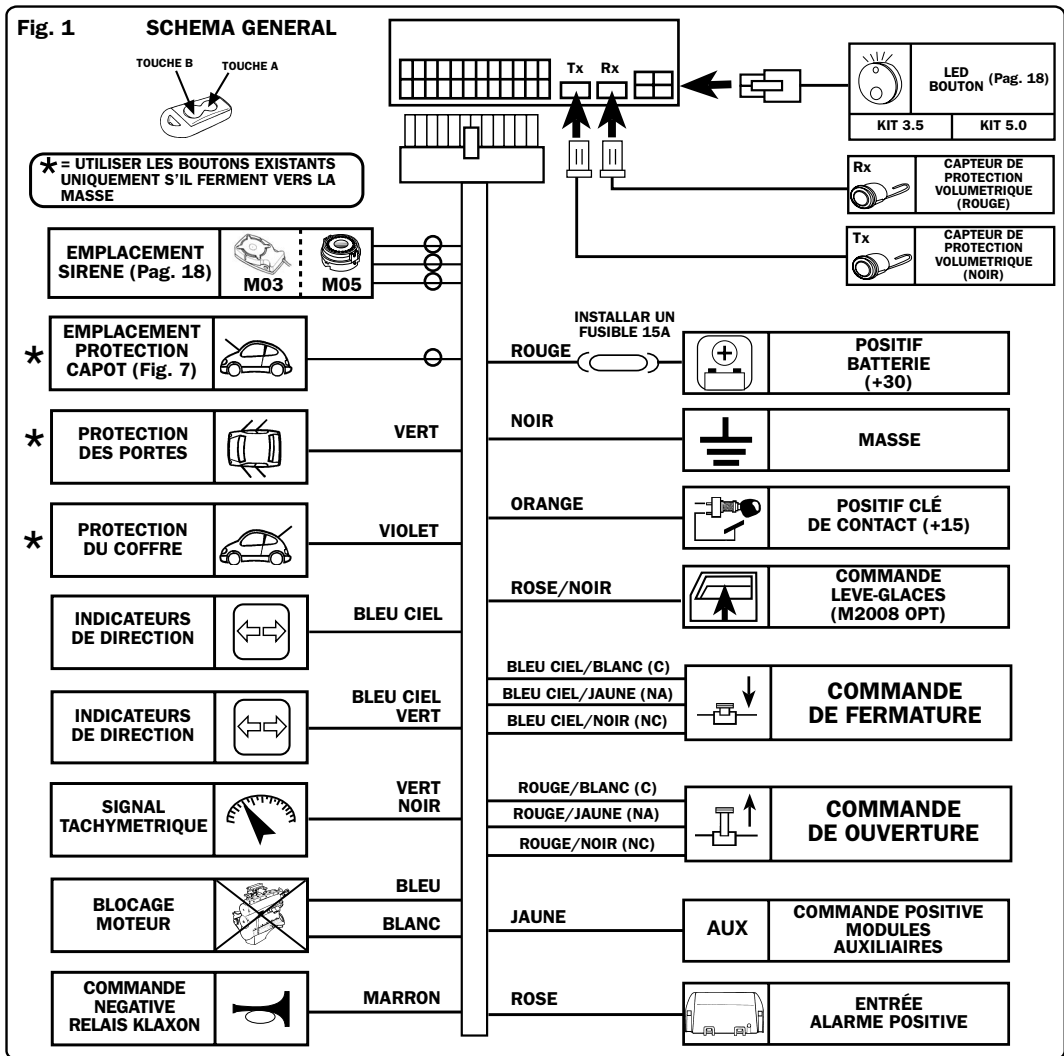 Fig. 1
SCHEMA GENERAL
TOUCHE B
TOUCHE A
* = UTILISER LES BOUTONS EXISTANTS
UNIQUEMENT S'IL FERMENT VERS LA
MASSE
Tx
Rx
LED
BOUTON (Pag. 18)
KIT 3.5
KIT 5.0
Rx
CAPTEUR DE
PROTECTION
VOLUMETRIQUE
(ROUGE)
Tx
CAPTEUR DE
PROTECTION
VOLUMETRIQUE
(NOIR)
EMPLACEMENT
SIRENE (Pag. 18)
M03
M05
*
EMPLACEMENT
PROTECTION
CAPOT (Fig. 7)
*
PROTECTION
DES PORTES
VERT
*
PROTECTION
DU COFFRE
VIOLET
INDICATEURS
DE DIRECTION
BLEU CIEL
INDICATEURS
DE DIRECTION
BLEU CIEL
VERT
SIGNAL
TACHYMETRIQUE
VERT
NOIR
BLOCAGE
MOTEUR
BLEU
BLANC
COMMANDE
NEGATIVE
RELAIS KLAXON
MARRON
INSTALLAR UN
FUSIBLE 15A
ROUGE
POSITIF
BATTERIE
(+30)
NOIR
MASSE
ORANGE
POSITIF CLÉ
DE CONTACT (+15)
ROSE/NOIR
COMMANDE
LEVE-GLACES
(M2008 OPT)
BLEU CIEL/BLANC (C)
BLEU CIEL/JAUNE (NA)
BLEU CIEL/NOIR (NC)
COMMANDE
DE FERMATURE
ROUGE/BLANC (C)
ROUGE/JAUNE (NA)
ROUGE/NOIR (NC)
COMMANDE
DE OUVERTURE
JAUNE
AUX
COMMANDE POSITIVE
MODULES
AUXILIAIRES
ROSE
ENTRÉE
ALARME POSITIVE